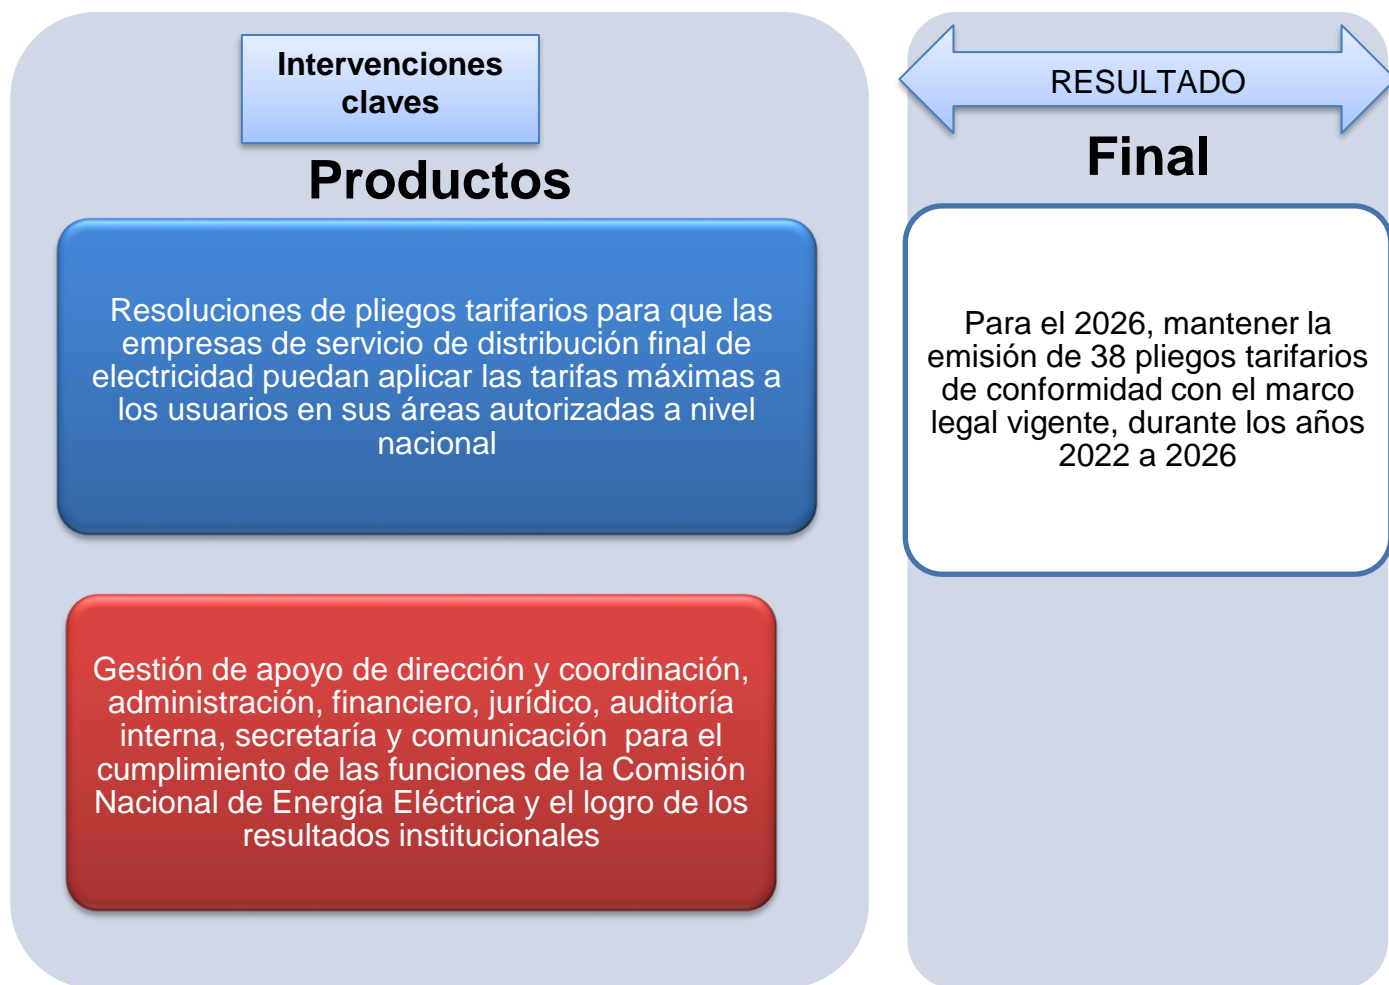 Intervenciones
claves
Productos
Resoluciones de pliegos tarifarios para que las
empresas de servicio de distribución final de
electricidad puedan aplicar las tarifas máximas a
los usuarios en sus áreas autorizadas a nivel
nacional
Gestión de apoyo de dirección y coordinación,
administración, financiero, jurídico, auditoría
interna, secretaría y comunicación  para el
cumplimiento de las funciones de la Comisión
Nacional de Energía Eléctrica y el logro de los
resultados institucionales
RESULTADO
Final
Para el 2026, mantener la
emisión de 38 pliegos tarifarios
de conformidad con el marco
legal vigente, durante los años
2022 a 2026